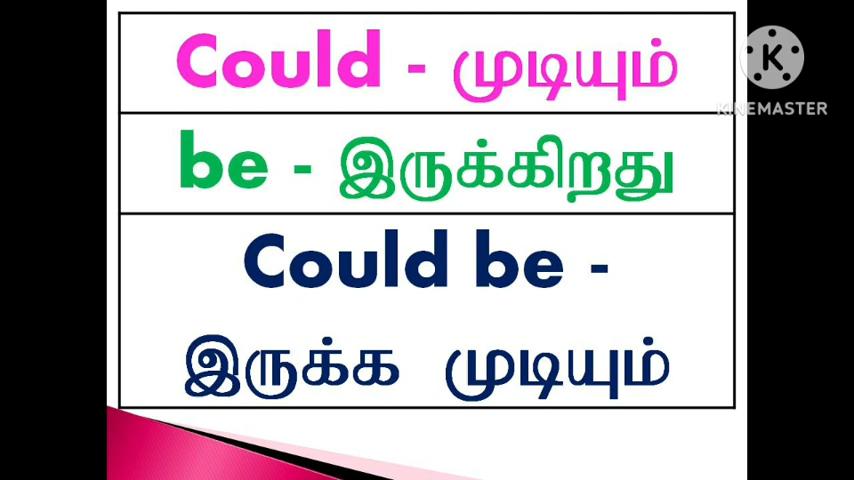 Could - முடியும்
KINEMASTER
be - இருக்கிறது
Could be -
இருக்க முடியும்